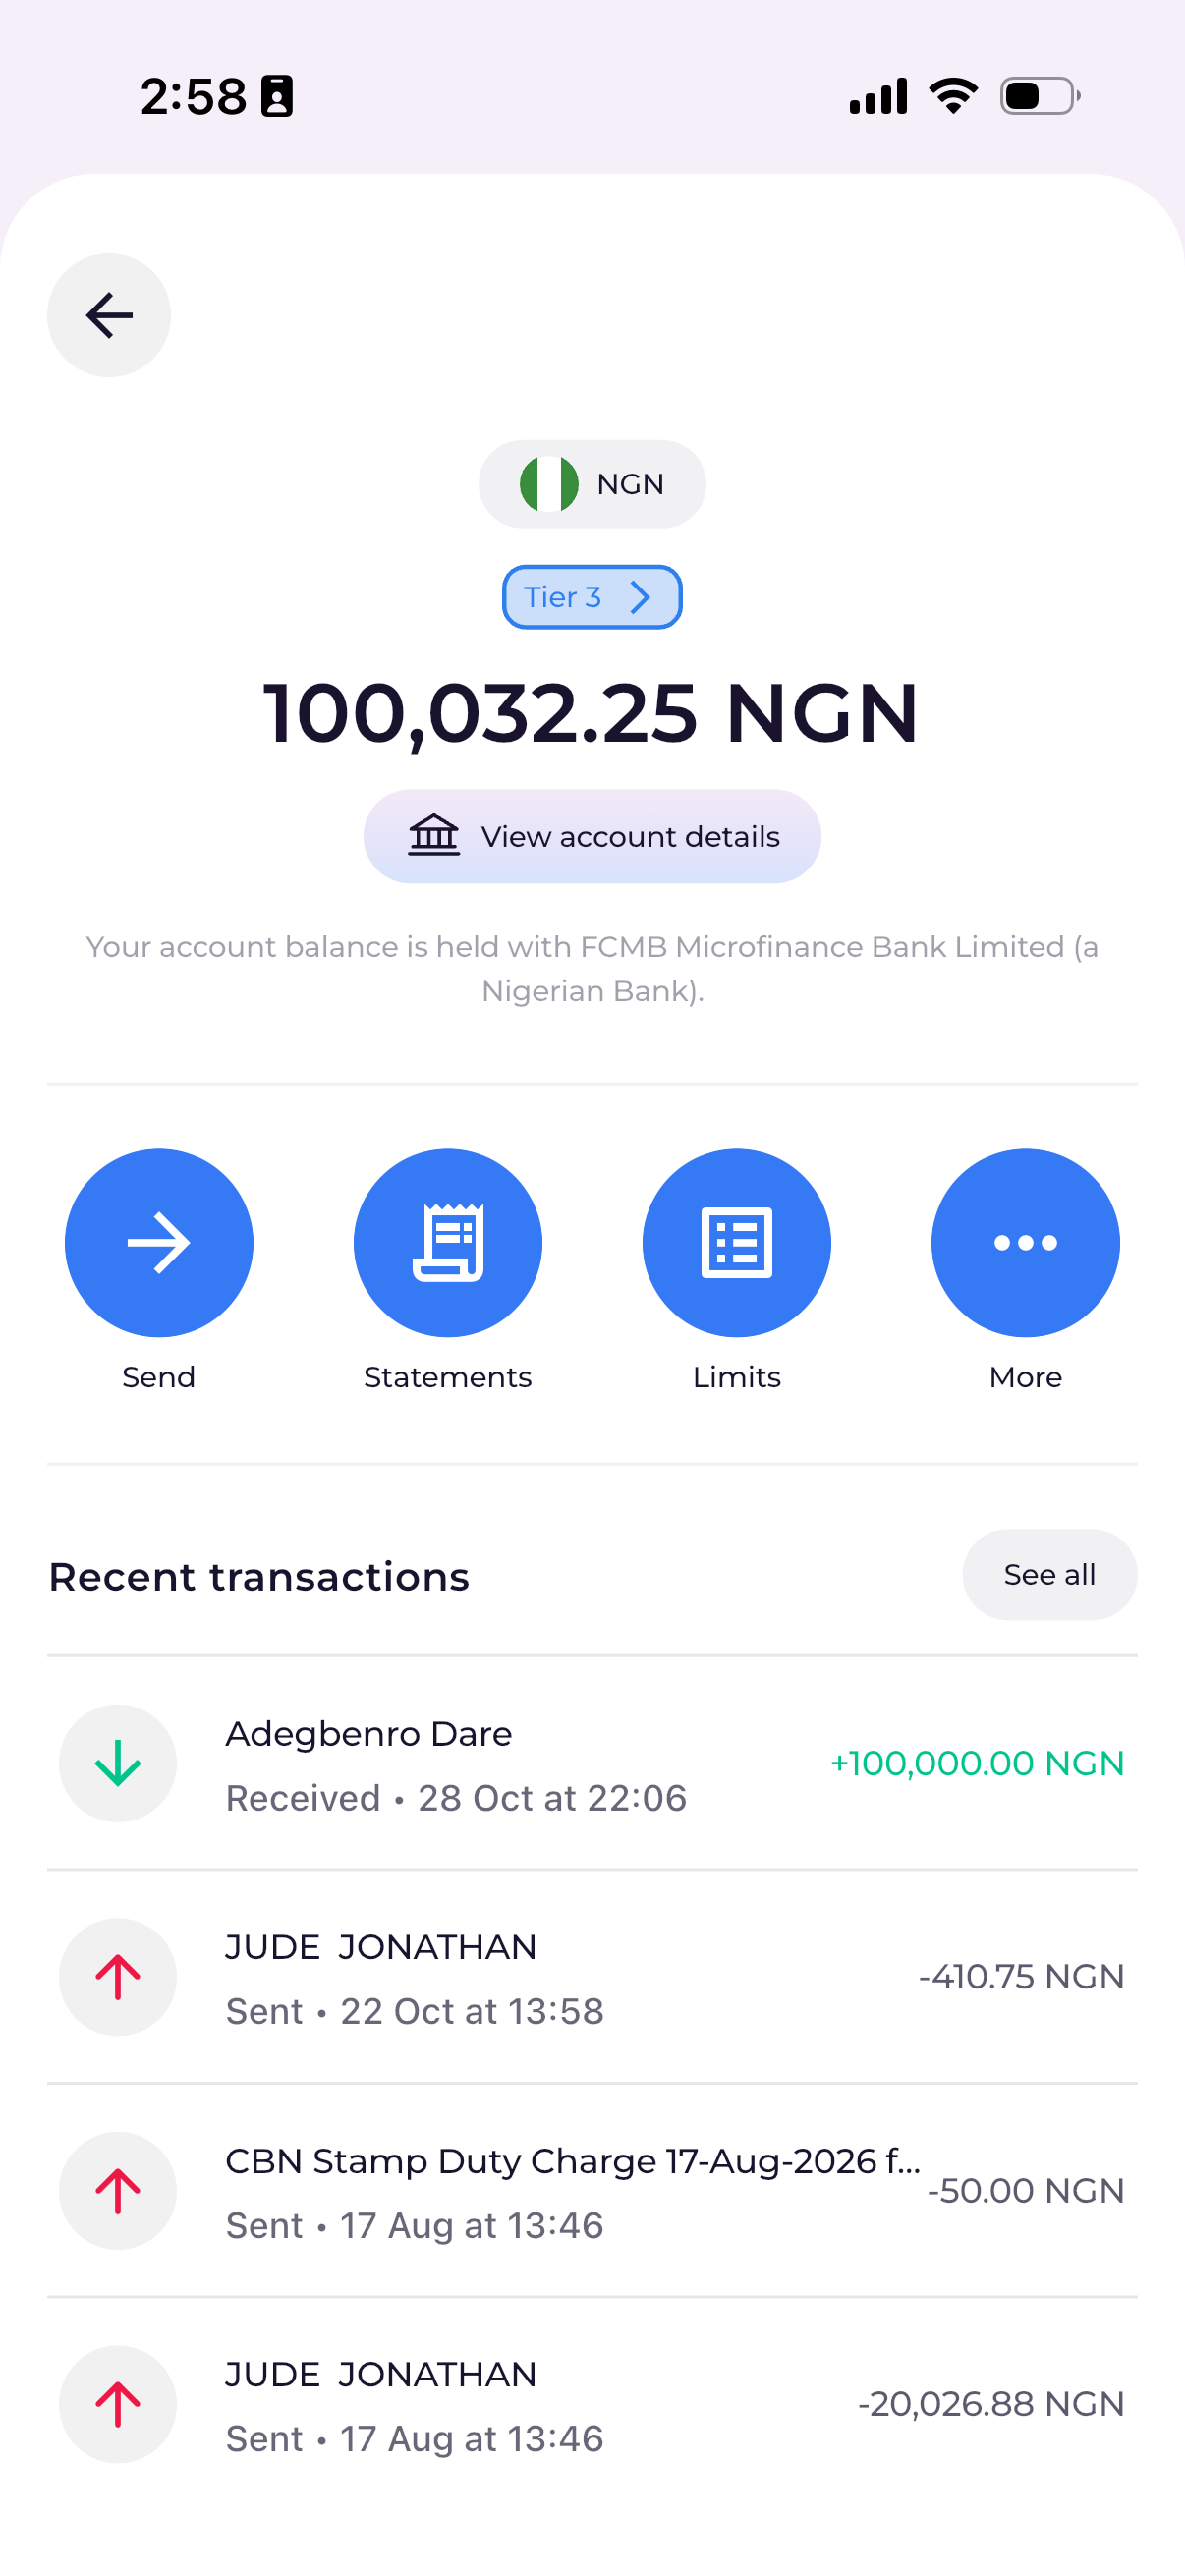 2:58
NGN
Tier 3
100,032.25 NGN
View account details
Your account balance is held with FCMB Microfinance Bank Limited (a
Nigerian Bank).
Send
Statements
Limits
More
Recent transactions
See all
Adegbenro Dare
+100,000.00 NGN
Received • 28 Oct at 22:06
JUDE  JONATHAN
-410.75 NGN
Sent • 22 Oct at 13:58
CBN Stamp Duty Charge 17-Aug-2026 f...
-50.00 NGN
Sent • 17 Aug at 13:46
JUDE  JONATHAN
-20,026.88 NGN
Sent • 17 Aug at 13:46